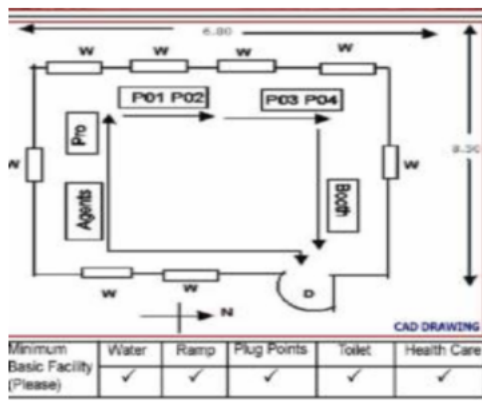 6.80
W W W W
P01 P02 P03 P04
Pro
W W
Agents
Booth
W W D
N
CAD DRAWING
Minimum Basic Facility (Please)
Water Ramp Plug Points Toilet Health Care
✓ ✓ ✓ ✓ ✓